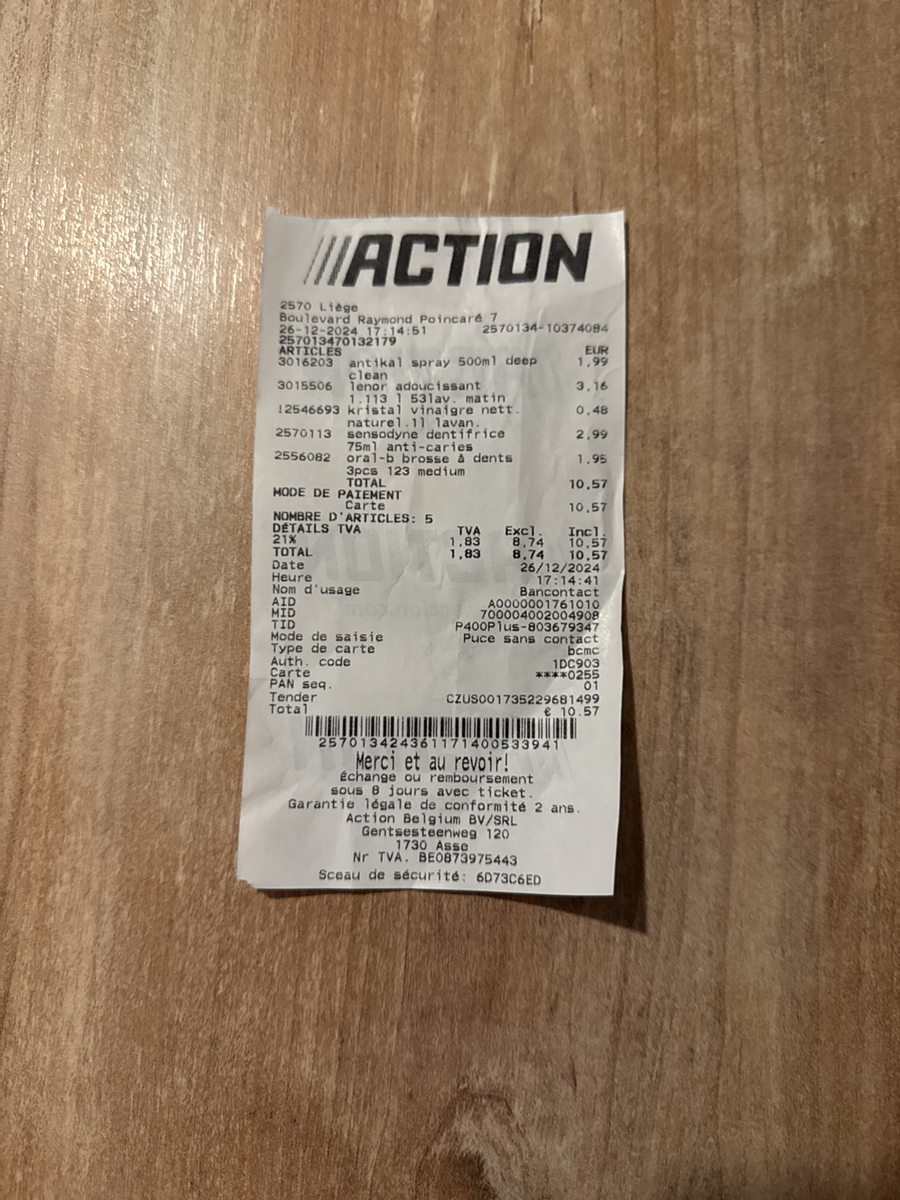 ///ACTION
2570 Liège
Boulevard Raymond Poincaré 7
26-12-2024 17:14:51 2570134-10374084
257013470132179
ARTICLES EUR
3016203 antikal spray 500ml deep 1,99
clean
3015506 lenor adoucissant 3,16
1.113 l 53lav. matin
!2546693 kristal vinaigre nett. 0,48
naturel.1l lavan.
2570113 sensodyne dentifrice 2,99
75ml anti-caries
2556082 oral-b brosse à dents 1,95
3pcs 123 medium
TOTAL 10,57
MODE DE PAIEMENT
Carte 10,57
NOMBRE D'ARTICLES: 5
DÉTAILS TVA TVA Excl. Incl.
21% 1,83 8,74 10,57
TOTAL 1,83 8,74 10,57
Date 26/12/2024
Heure 17:14:41
Nom d'usage Bancontact
AID A0000001761010
MID 700004002004908
TID P400Plus-803679347
Mode de saisie Puce sans contact
Type de carte bcmc
Auth. code 1DC903
Carte ****0255
PAN seq. 01
Tender CZUS001735229681499
Total € 10.57
257013424361171400533941
Merci et au revoir!
Échange ou remboursement
sous 8 jours avec ticket.
Garantie légale de conformité 2 ans.
Action Belgium BV/SRL
Gentsesteenweg 120
1730 Asse
Nr TVA. BE0873975443
Sceau de sécurité: 6D73C6ED